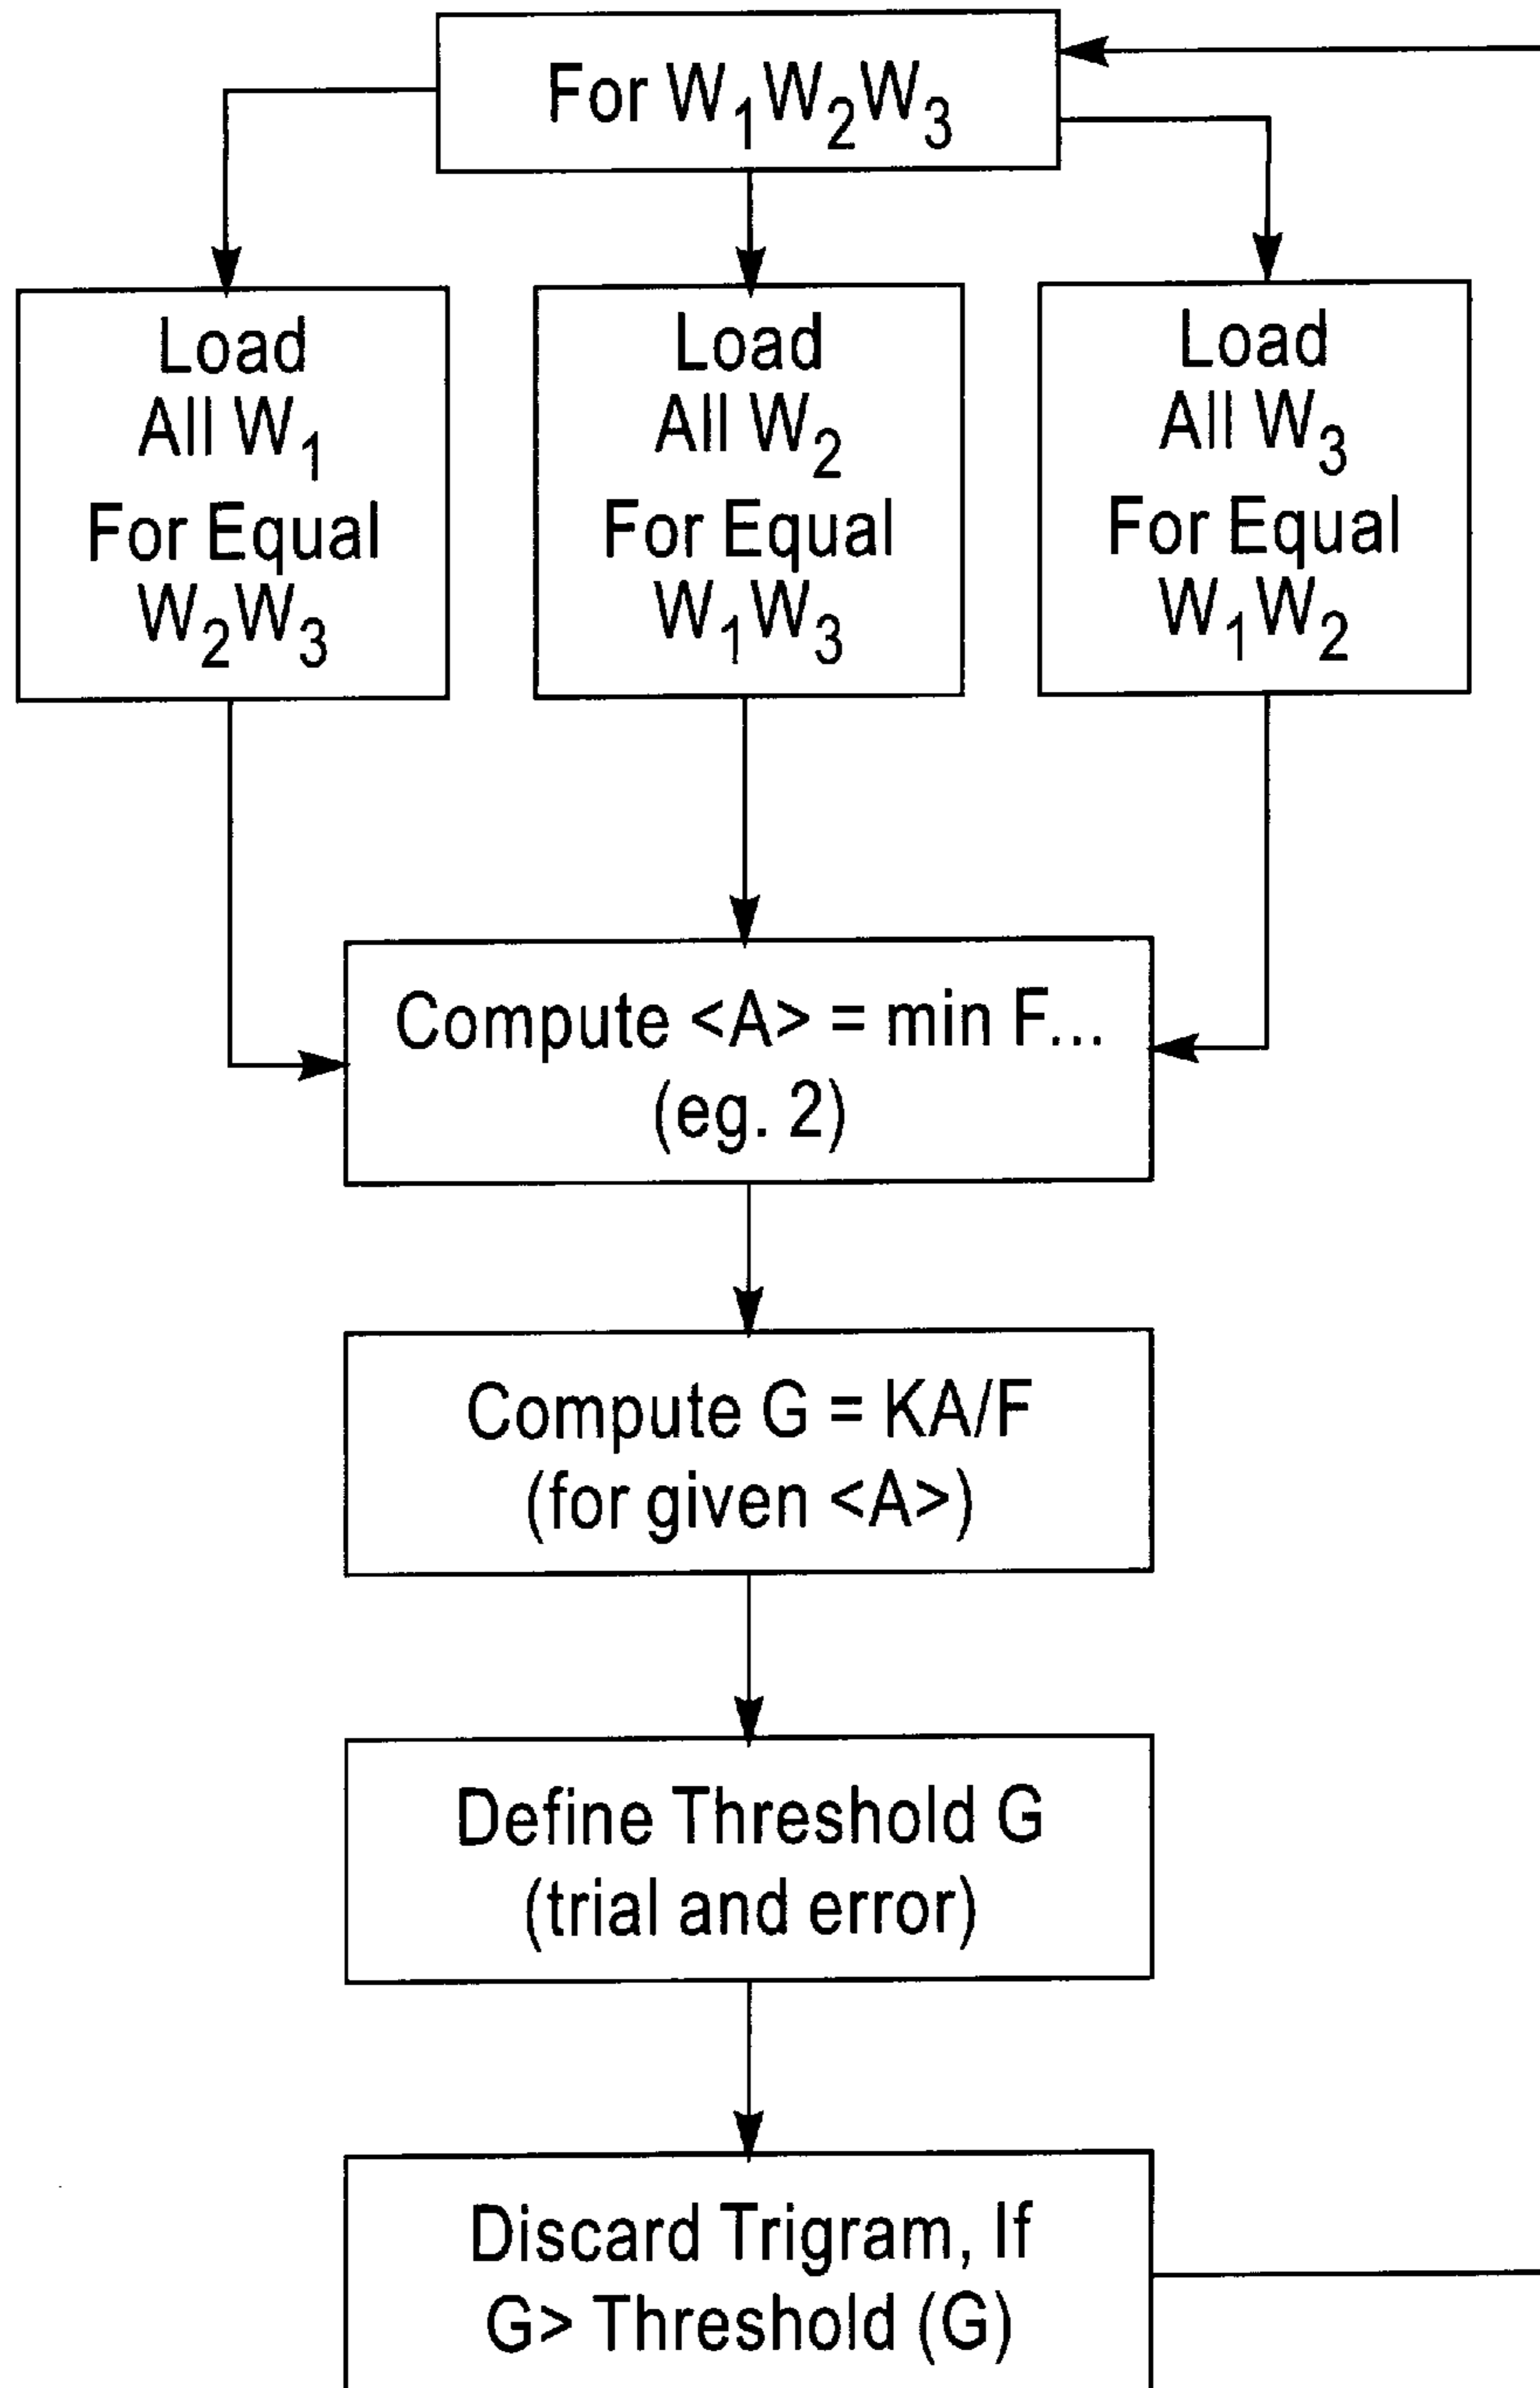 For W₁W₂W₃
Load
All W₁
For Equal
W₂W₃
Load
All W₂
For Equal
W₁W₃
Load
All W₃
For Equal
W₁W₂
Compute <A> = min F...
(eg. 2)
Compute G = KA/F
(for given <A>)
Define Threshold G
(trial and error)
Discard Trigram, If
G> Threshold (G)